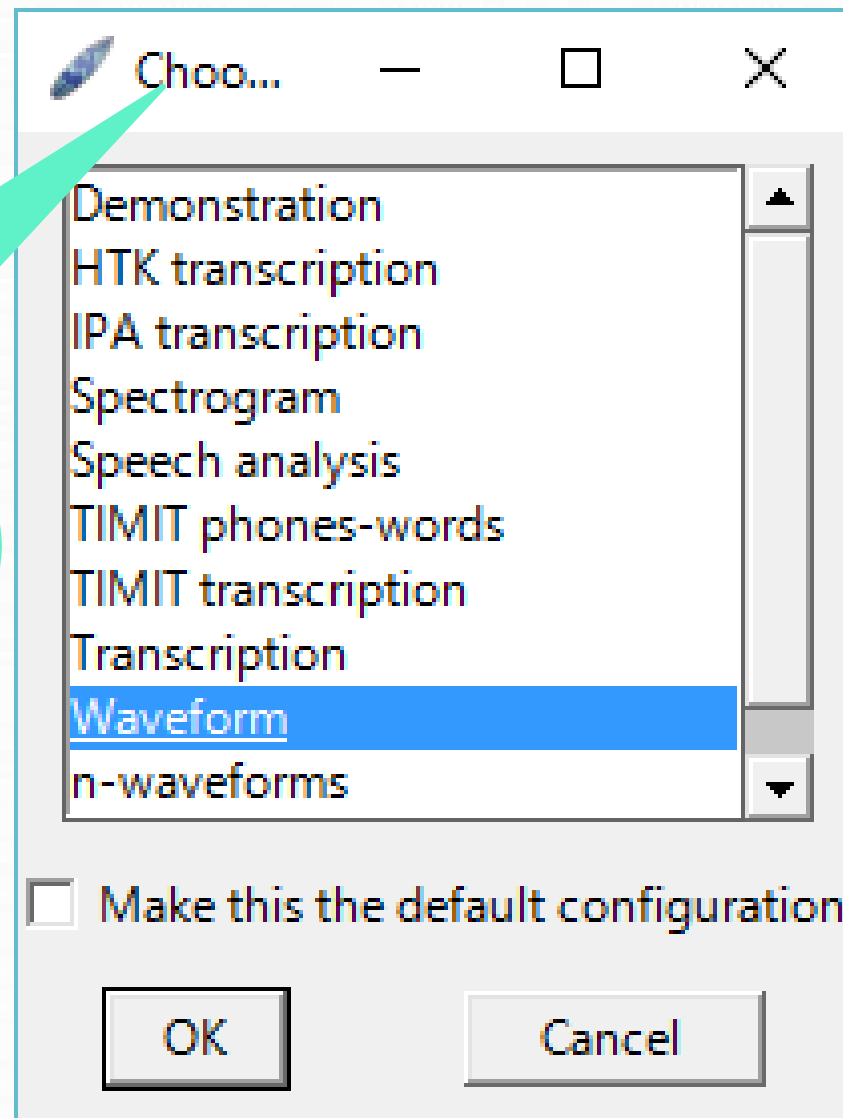 Choo...
Demonstration
HTK transcription
IPA transcription
Spectrogram
Speech analysis
TIMIT phones-words
TIMIT transcription
Transcription
Waveform
n-waveforms
Make this the default configuration
OK Cancel